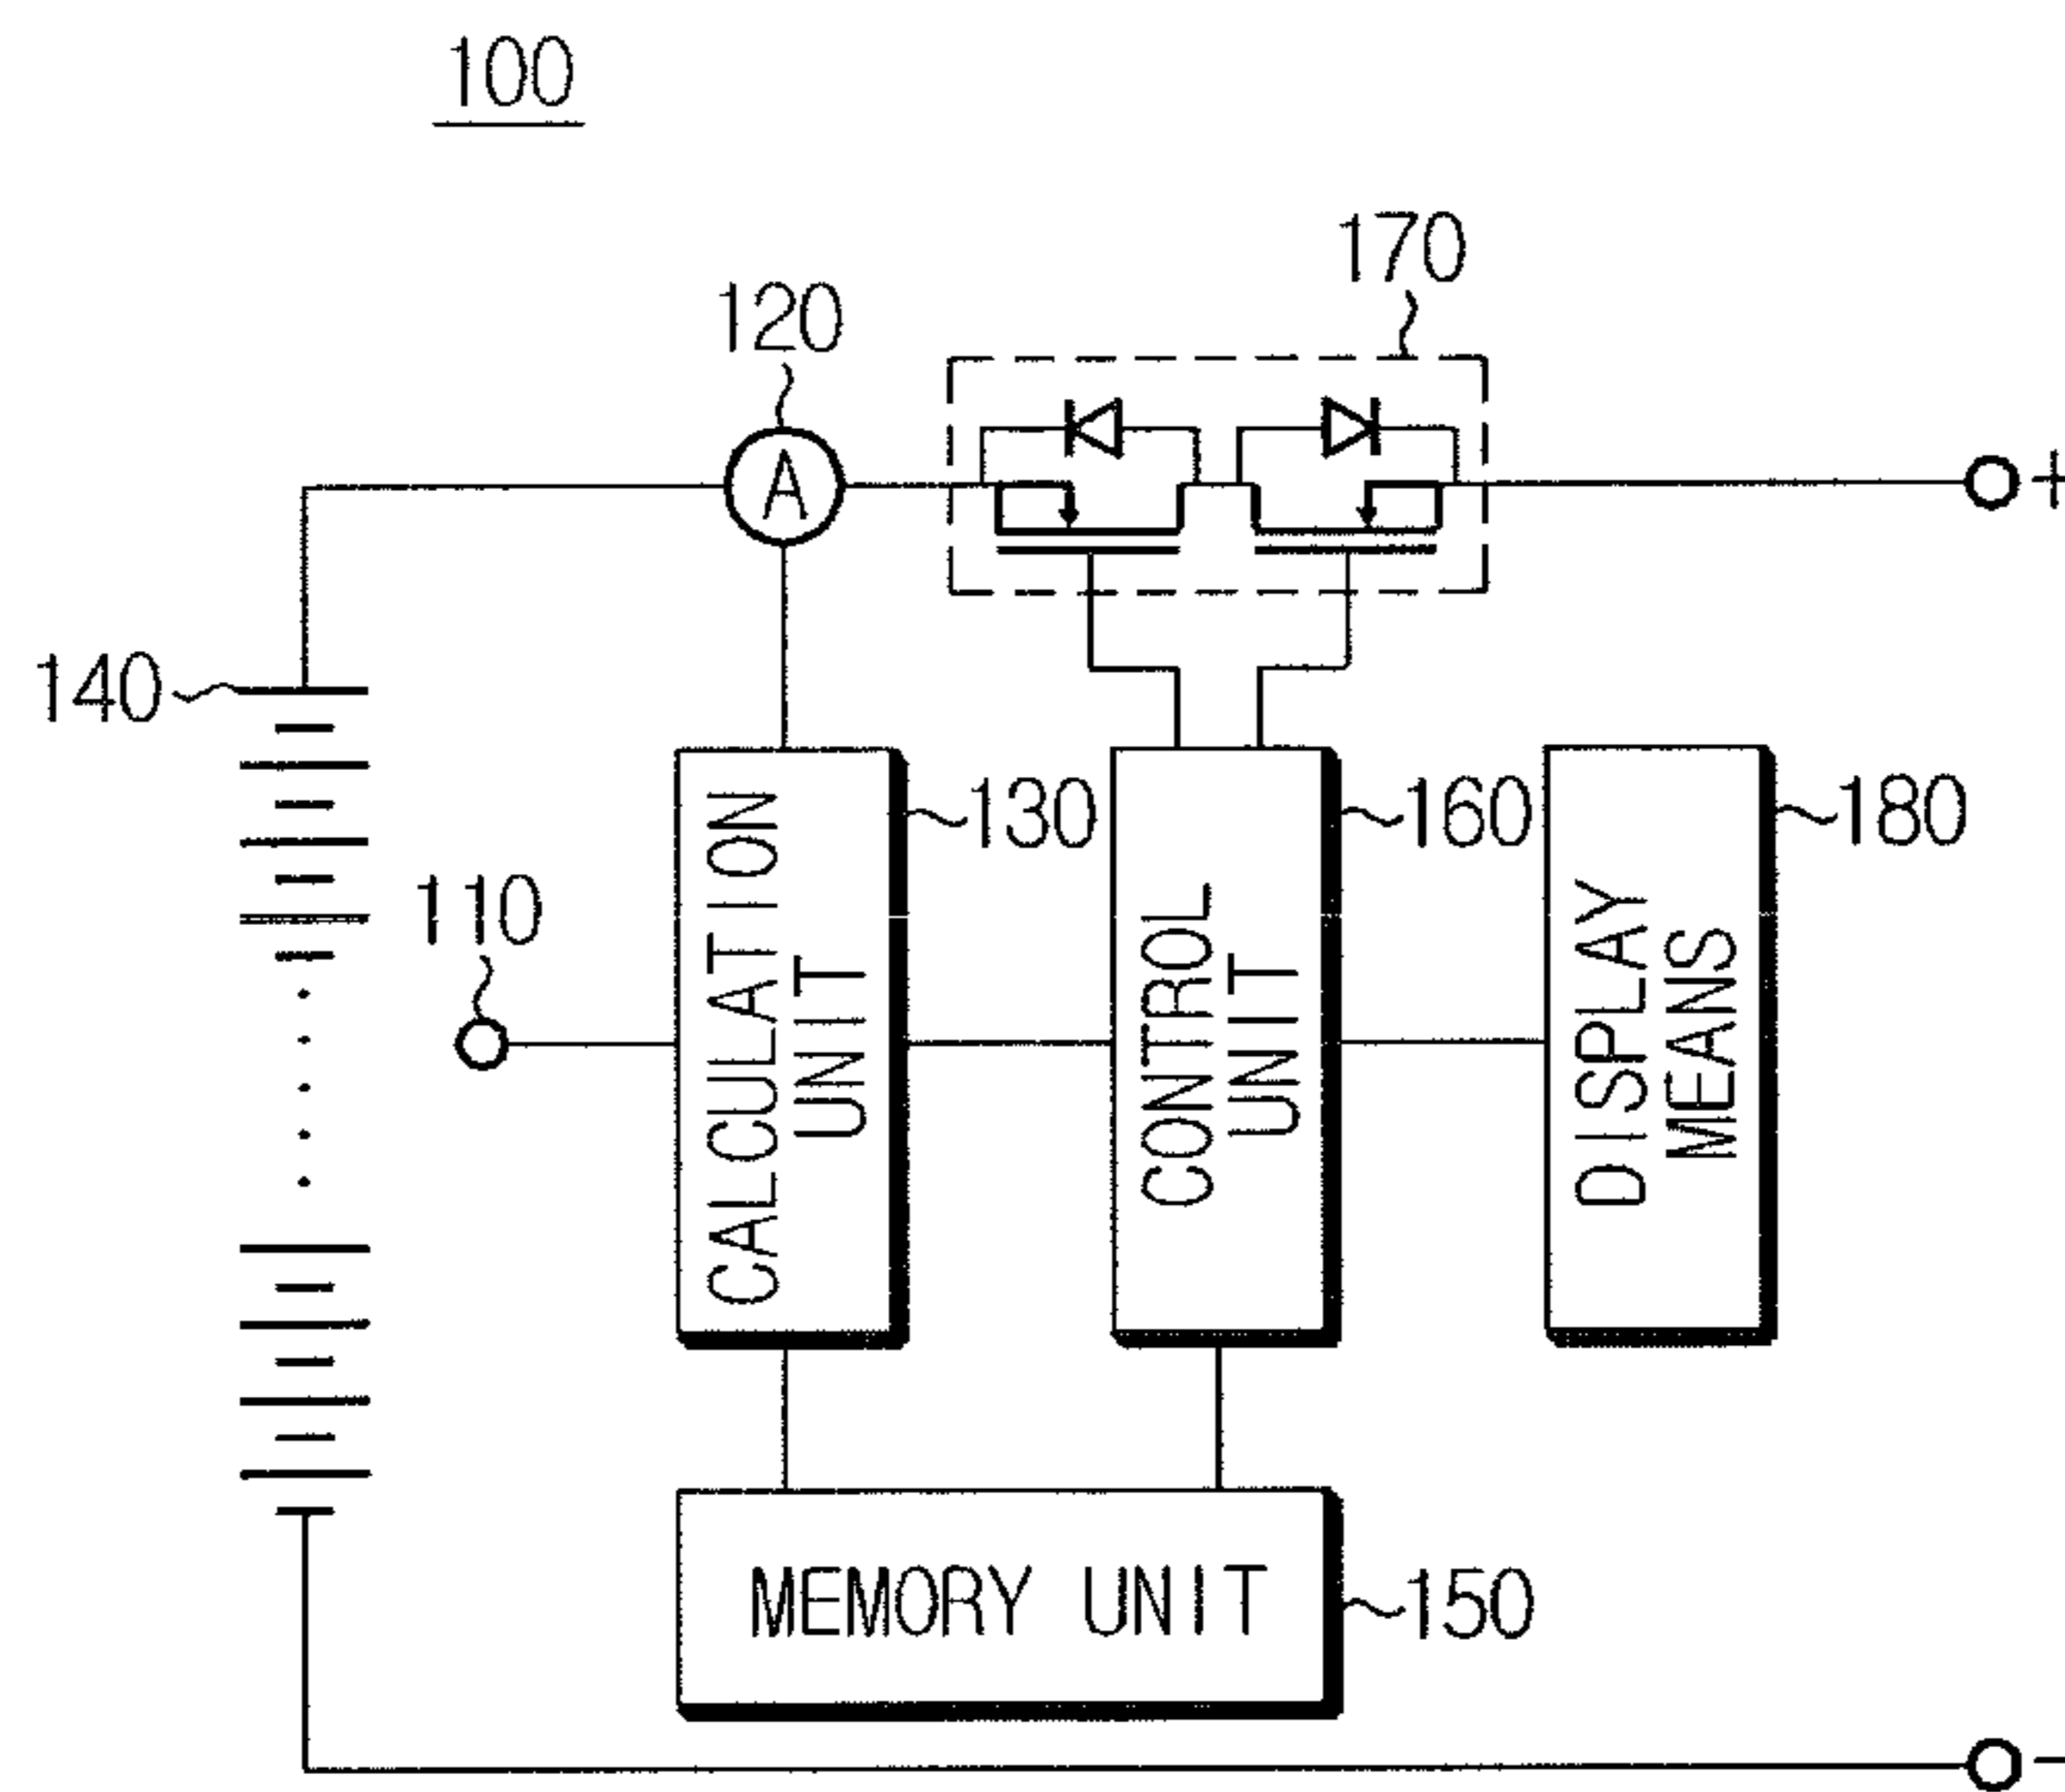 100
170
120
A
+
140
130
160
180
110
CALCULATION
UNIT
CONTROL
UNIT
DISPLAY
MEANS
MEMORY UNIT
150
-